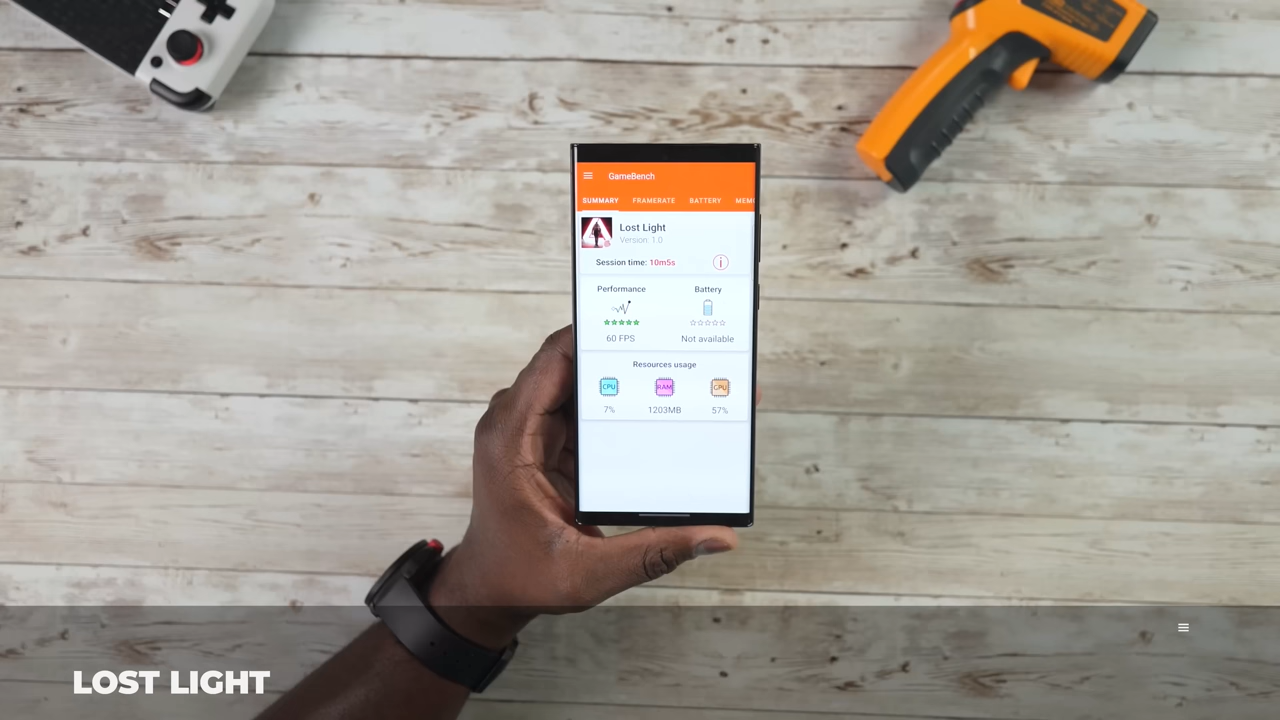 GameBench
SUMMARY FRAMERATE BATTERY MEM
Lost Light
Version: 1.0
Session time: 10m5s
Performance Battery
60 FPS Not available
Resources usage
CPU RAM GPU
7% 1203MB 57%
LOST LIGHT